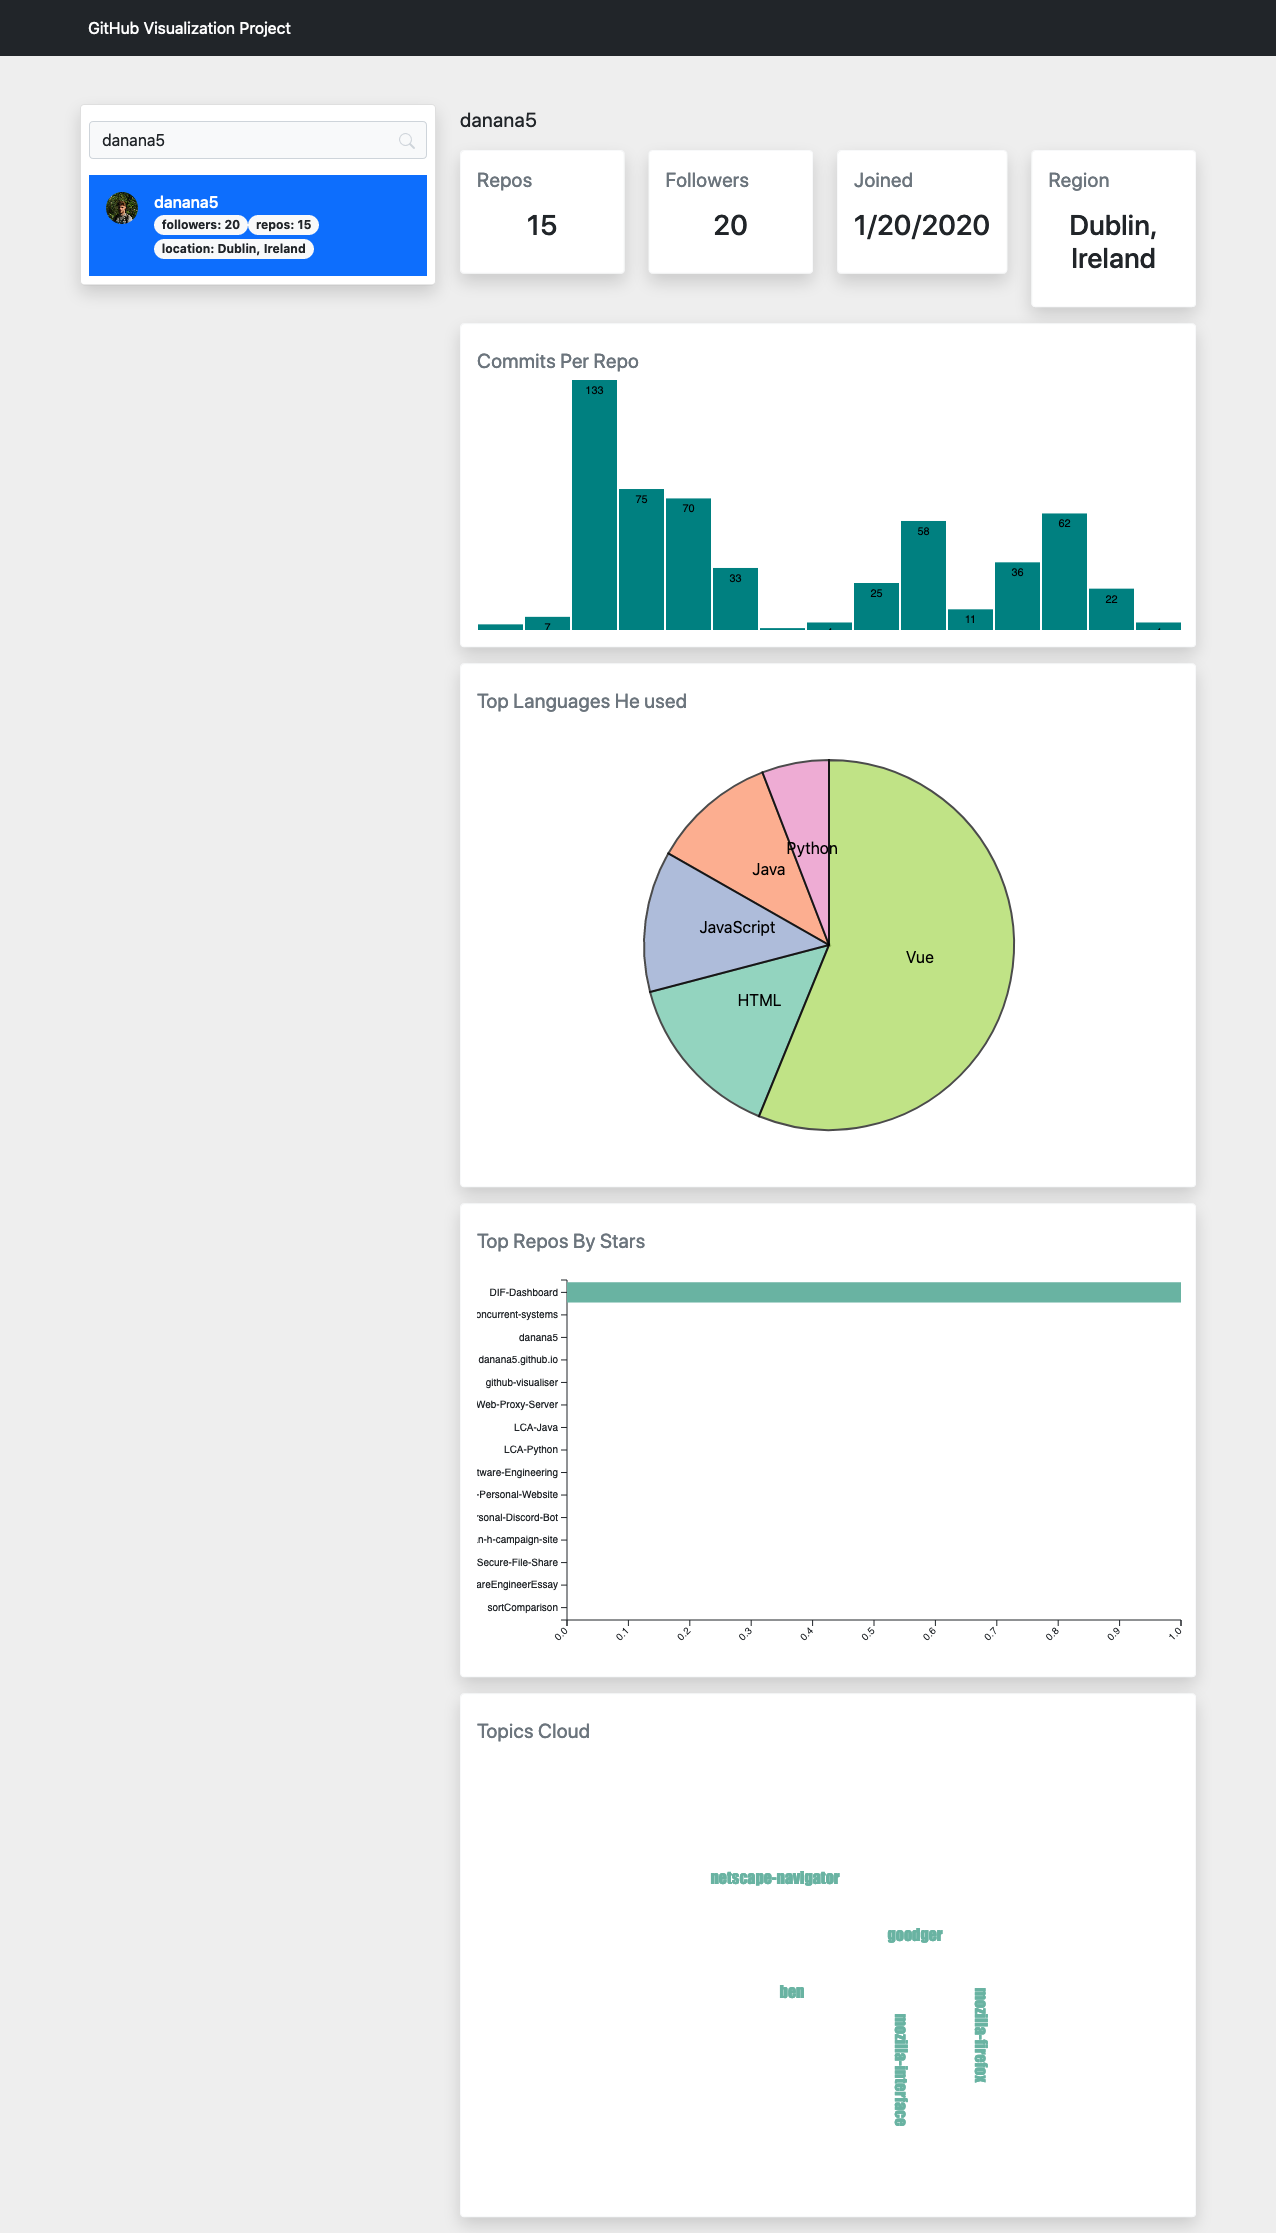 GitHub Visualization Project
danana5
danana5
followers: 20 repos: 15
location: Dublin, Ireland
danana5
Repos
15
Followers
20
Joined
1/20/2020
Region
Dublin,
Ireland
Commits Per Repo
133
75
70
33
7
25
58
11
36
62
22
Top Languages He used
Python
Java
JavaScript
HTML
Vue
Top Repos By Stars
DIF-Dashboard
oncurrent-systems
danana5
danana5.github.io
github-visualiser
Web-Proxy-Server
LCA-Java
LCA-Python
tware-Engineering
-Personal-Website
rsonal-Discord-Bot
n-h-campaign-site
Secure-File-Share
areEngineerEssay
sortComparison
0.0 0.1 0.2 0.3 0.4 0.5 0.6 0.7 0.8 0.9 1.0
Topics Cloud
netscape-navigator
goodger
ben
mozilla-firefox
mozilla-interface